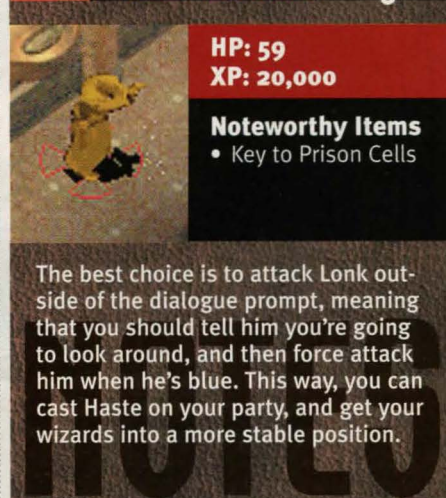 HP: 59
XP: 20,000
Noteworthy Items
• Key to Prison Cells
The best choice is to attack Lonk out-
side of the dialogue prompt, meaning
that you should tell him you're going
to look around, and then force attack
him when he's blue. This way, you can
cast Haste on your party, and get your
wizards into a more stable position.
NOTES